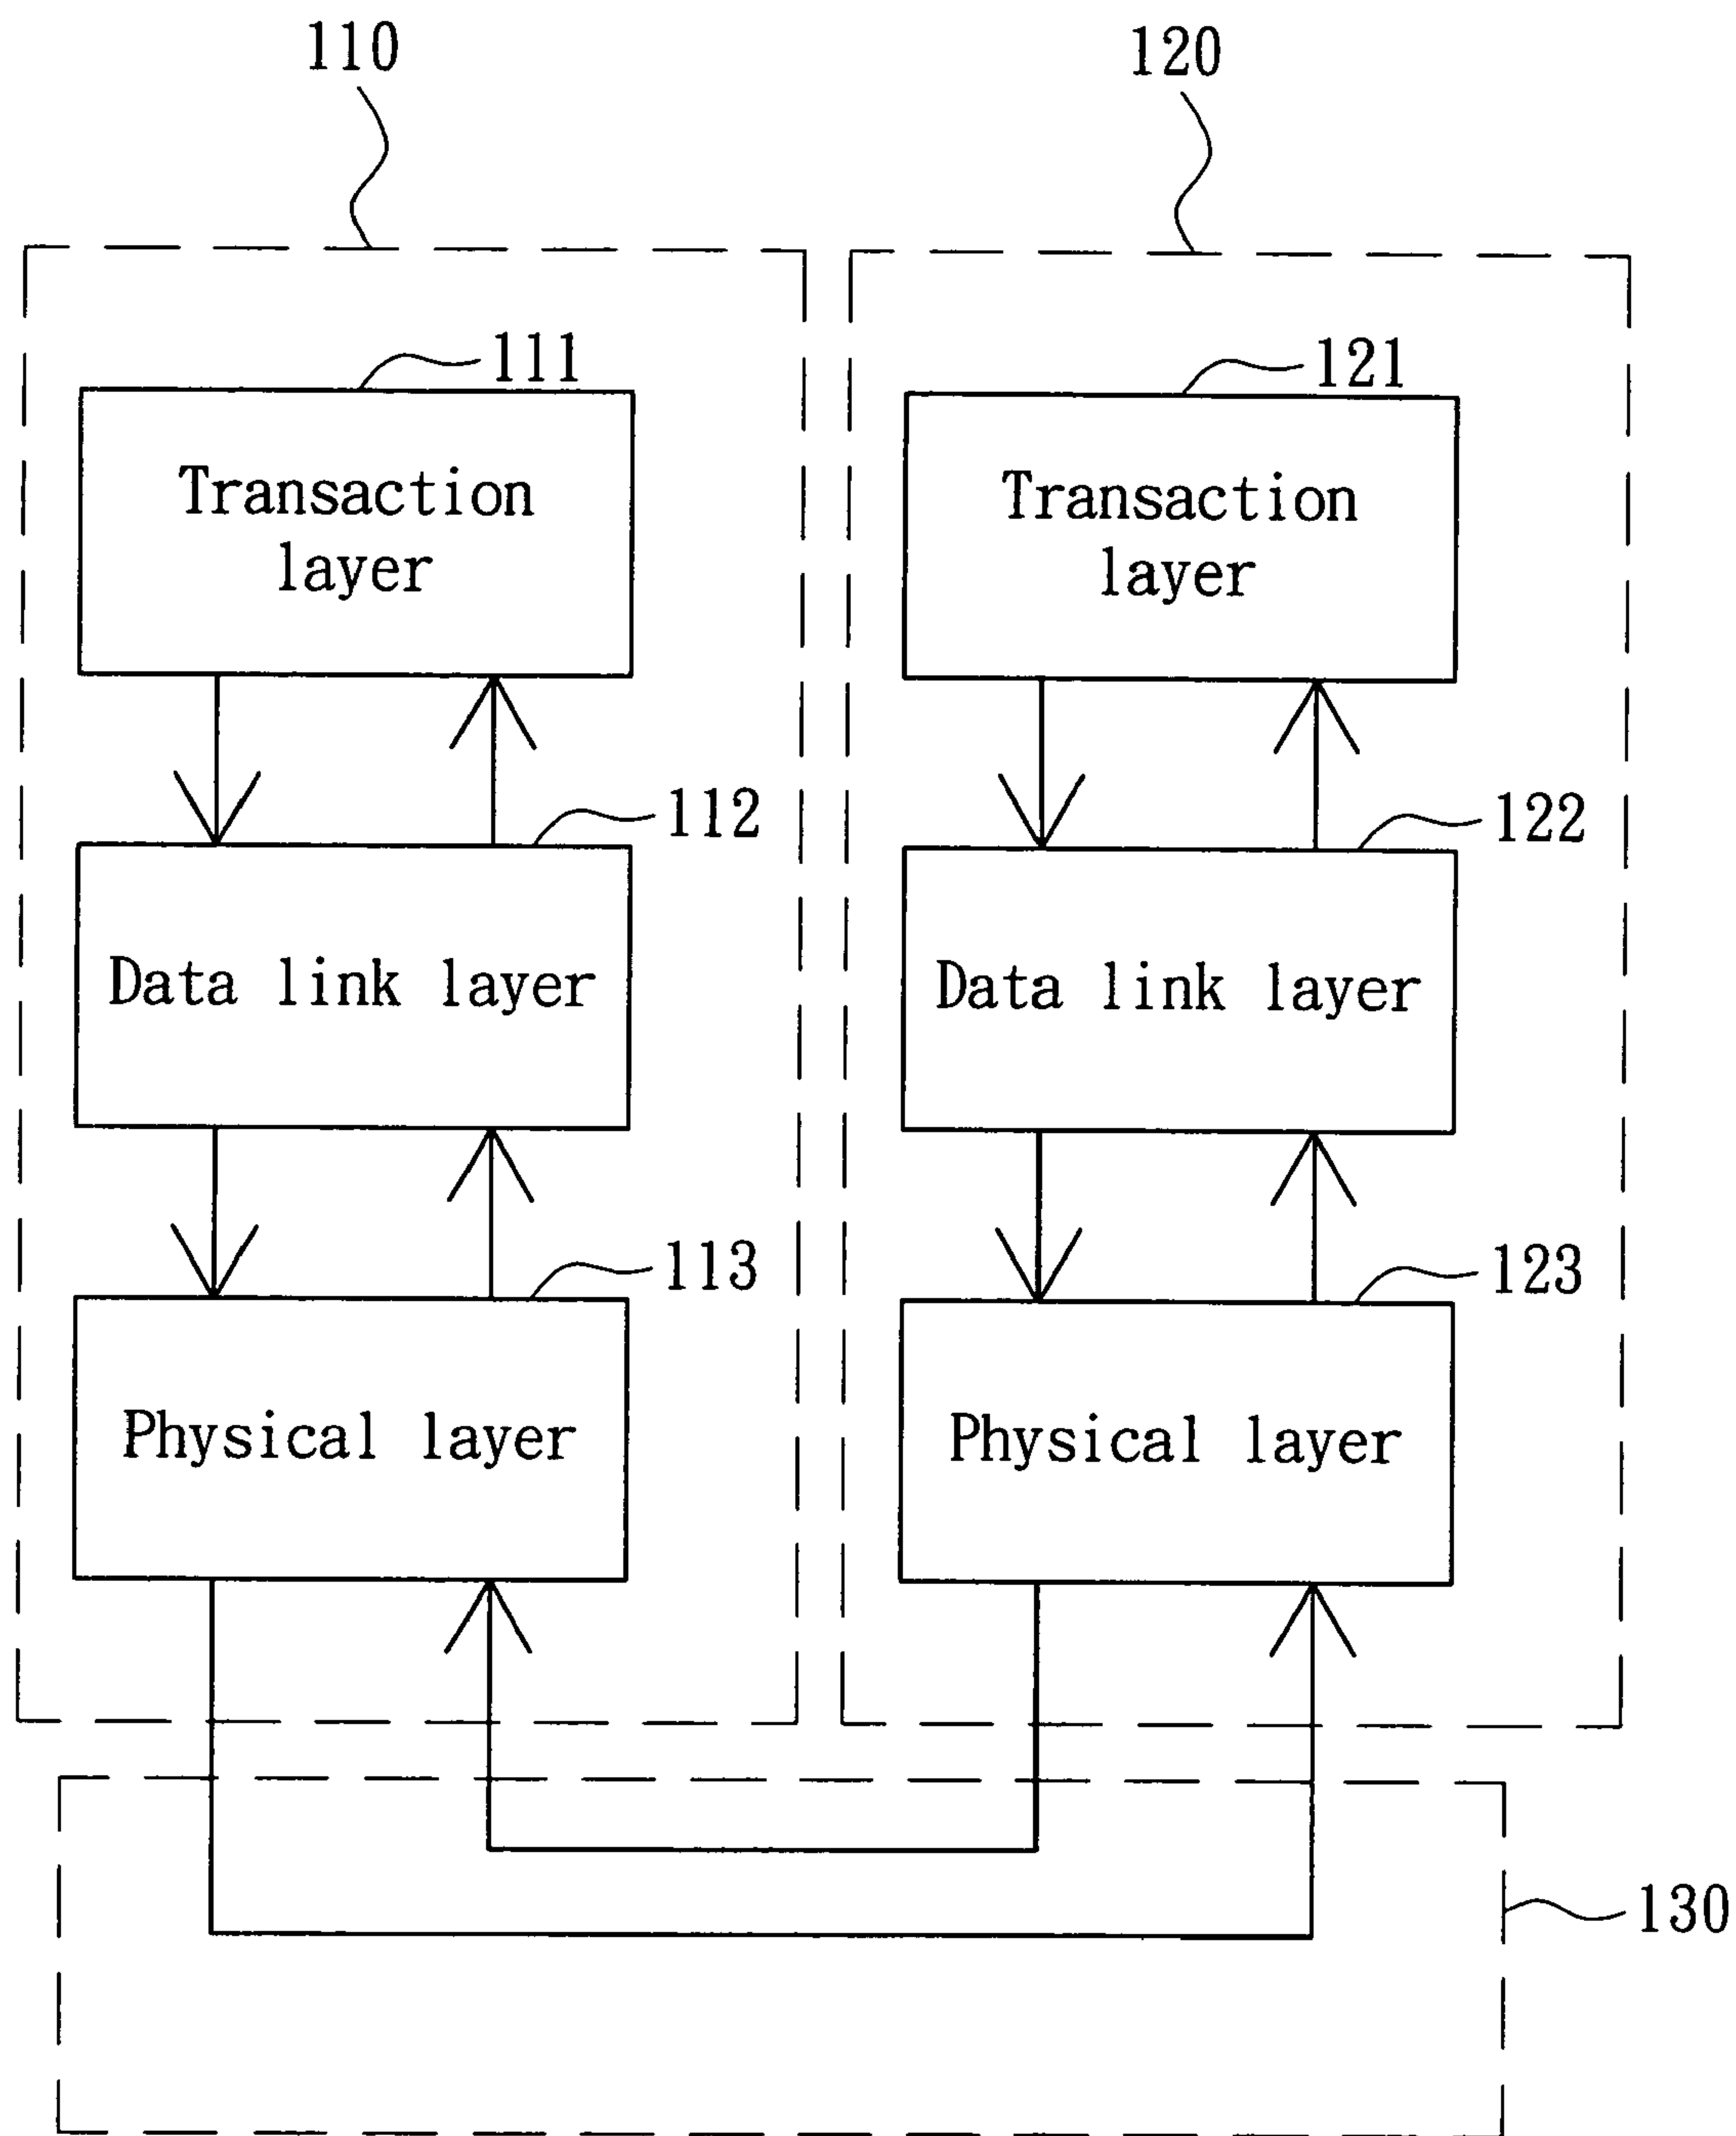 110
120
111
Transaction
layer
121
Transaction
layer
112
Data link layer
122
Data link layer
113
Physical layer
123
Physical layer
130